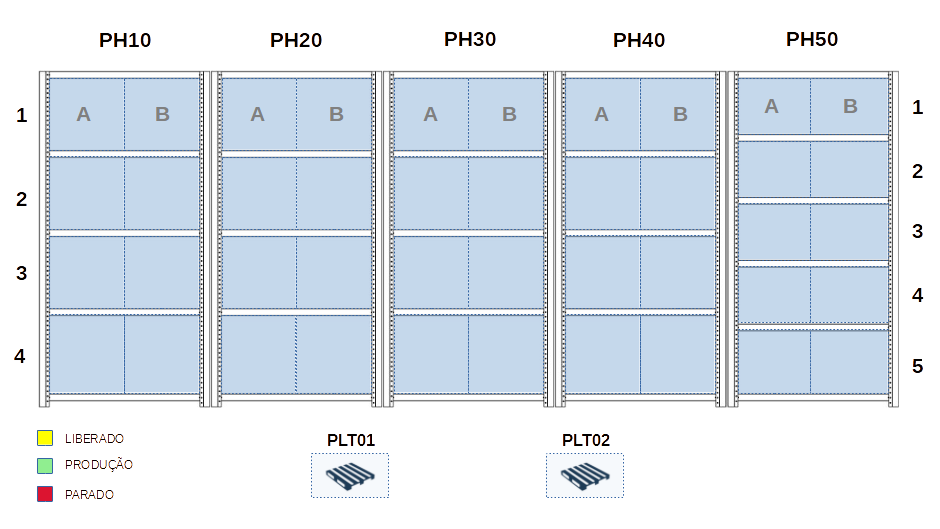 PH10 PH20 PH30 PH40 PH50
1 A B A B A B A B A B 1
2 2
3 3
4 4
5
LIBERADO
PRODUÇÃO
PARADO
PLT01 PLT02